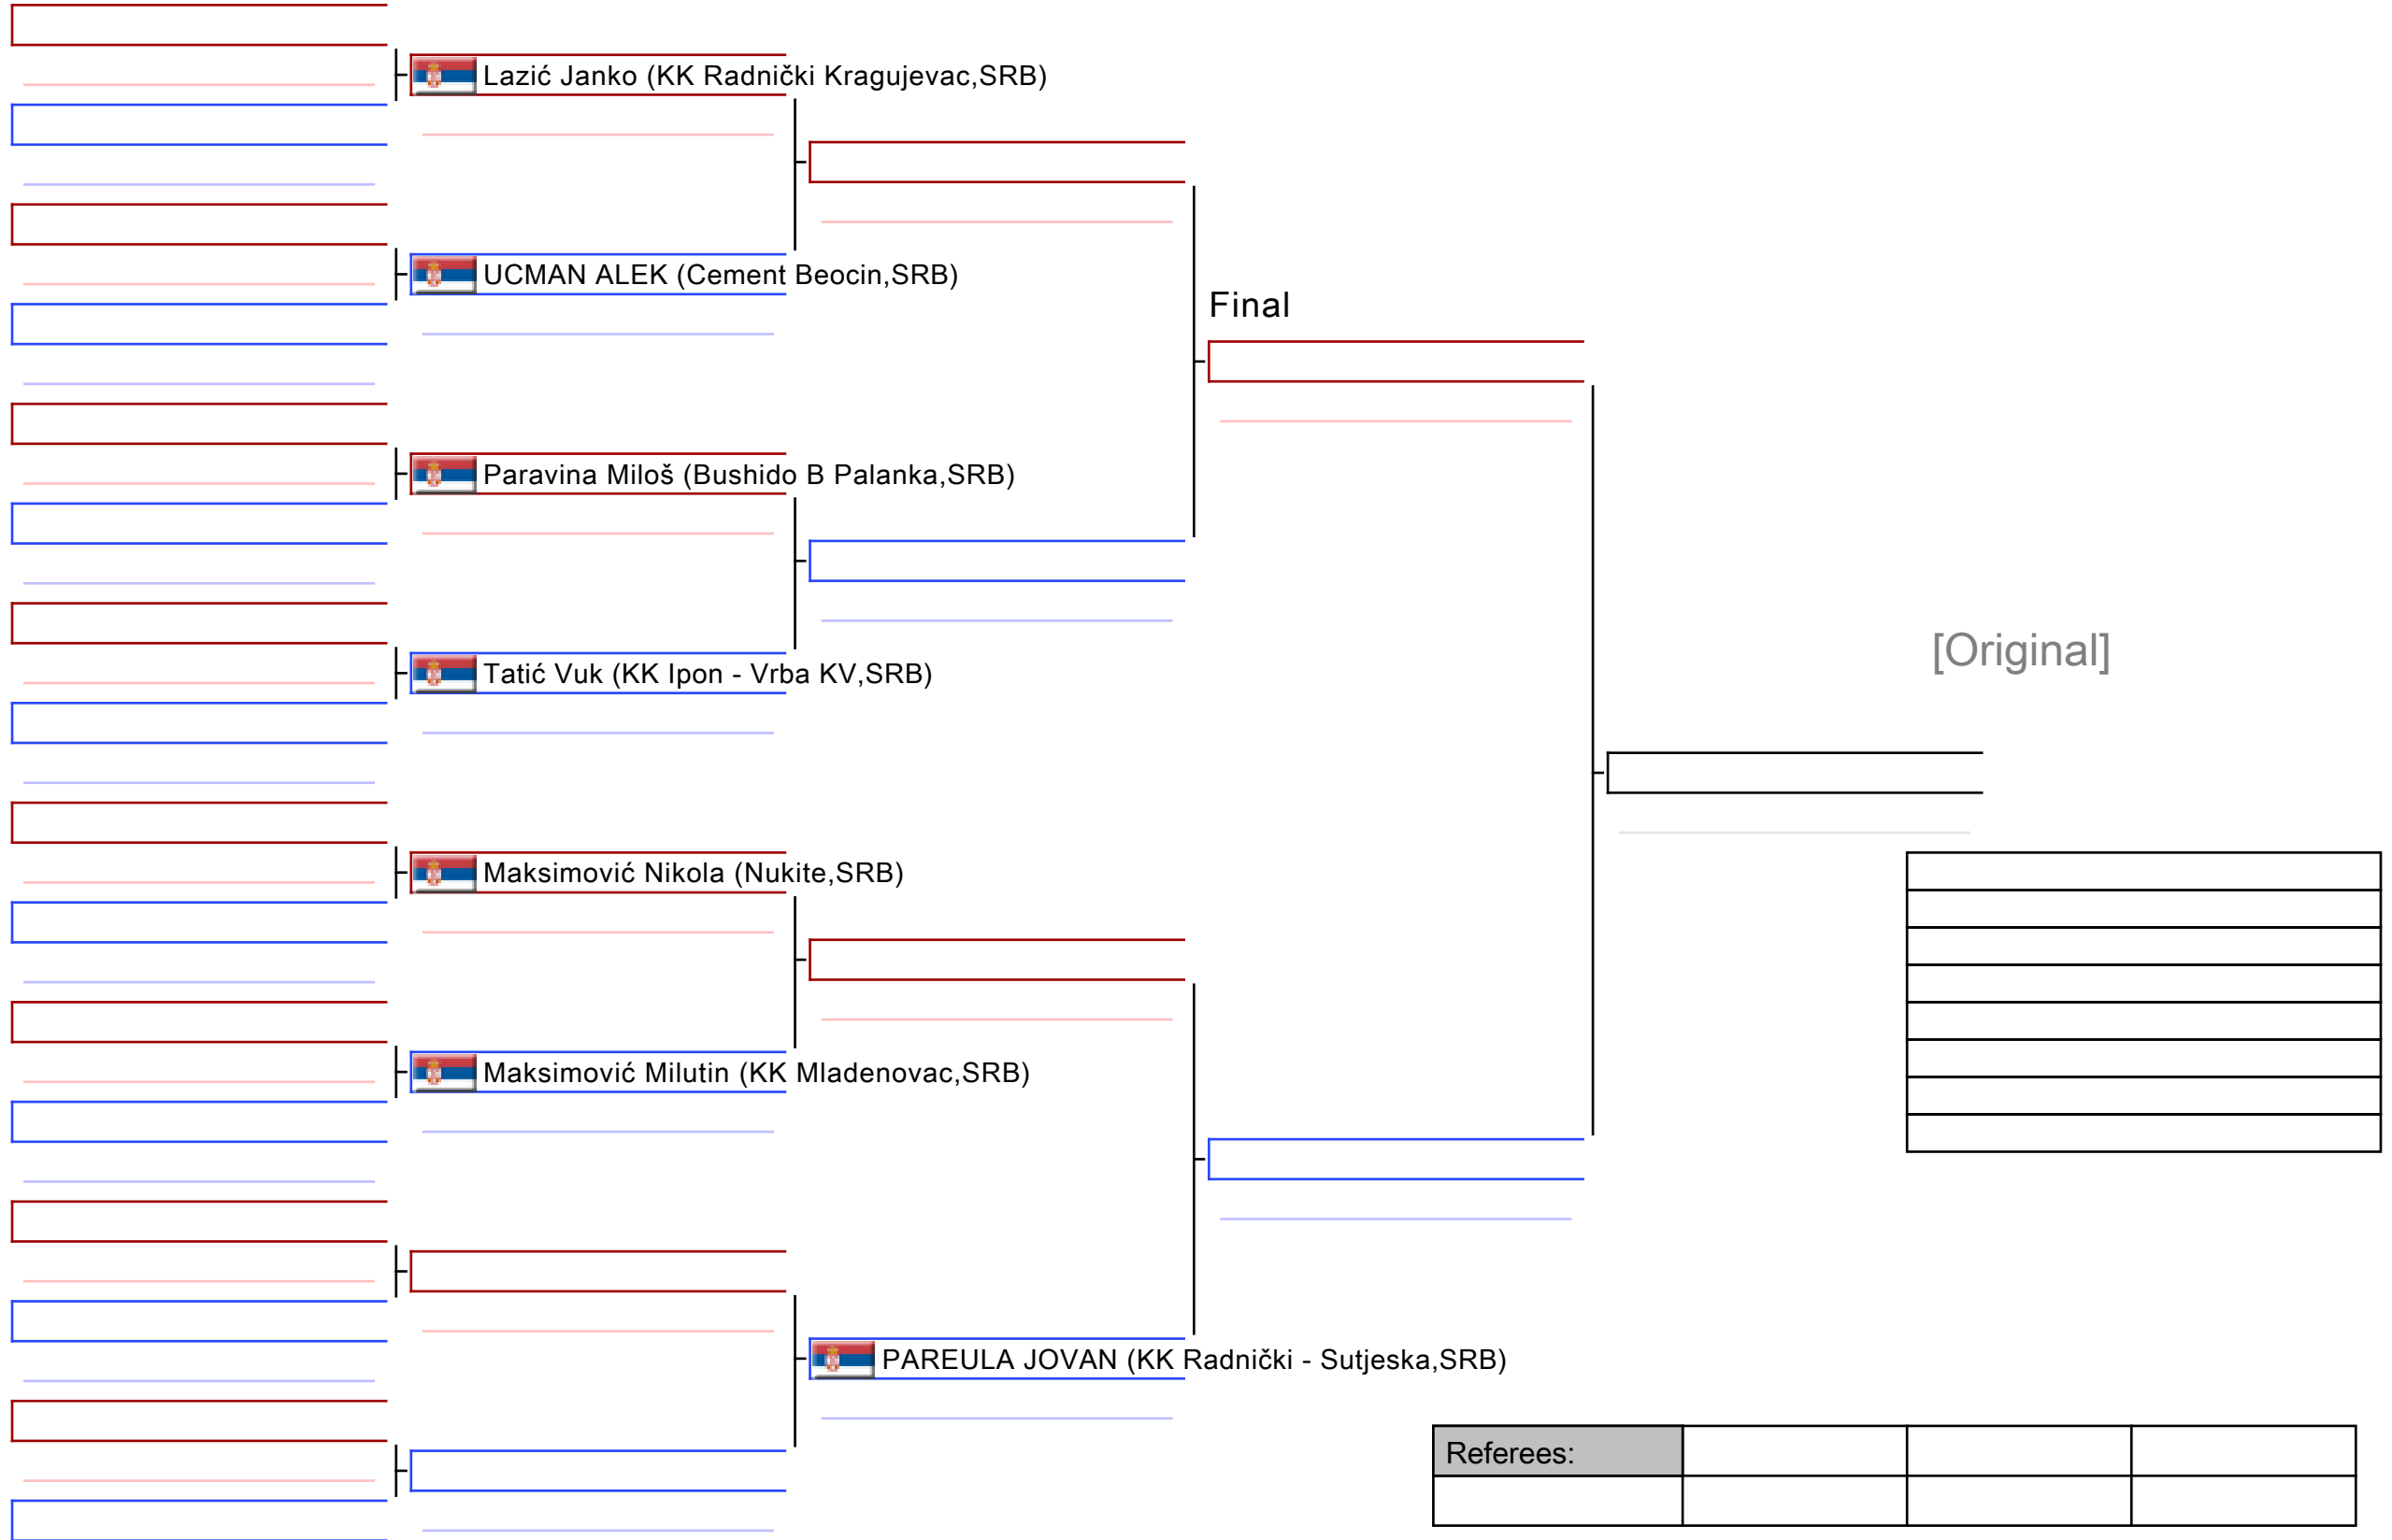 Lazić Janko (KK Radnički Kragujevac,SRB)
UCMAN ALEK (Cement Beocin,SRB)
Final
Paravina Miloš (Bushido B Palanka,SRB)
[Original]
Tatić Vuk (KK Ipon - Vrba KV,SRB)
Maksimović Nikola (Nukite,SRB)
Maksimović Milutin (KK Mladenovac,SRB)
PAREULA JOVAN (KK Radnički - Sutjeska,SRB)
Referees: